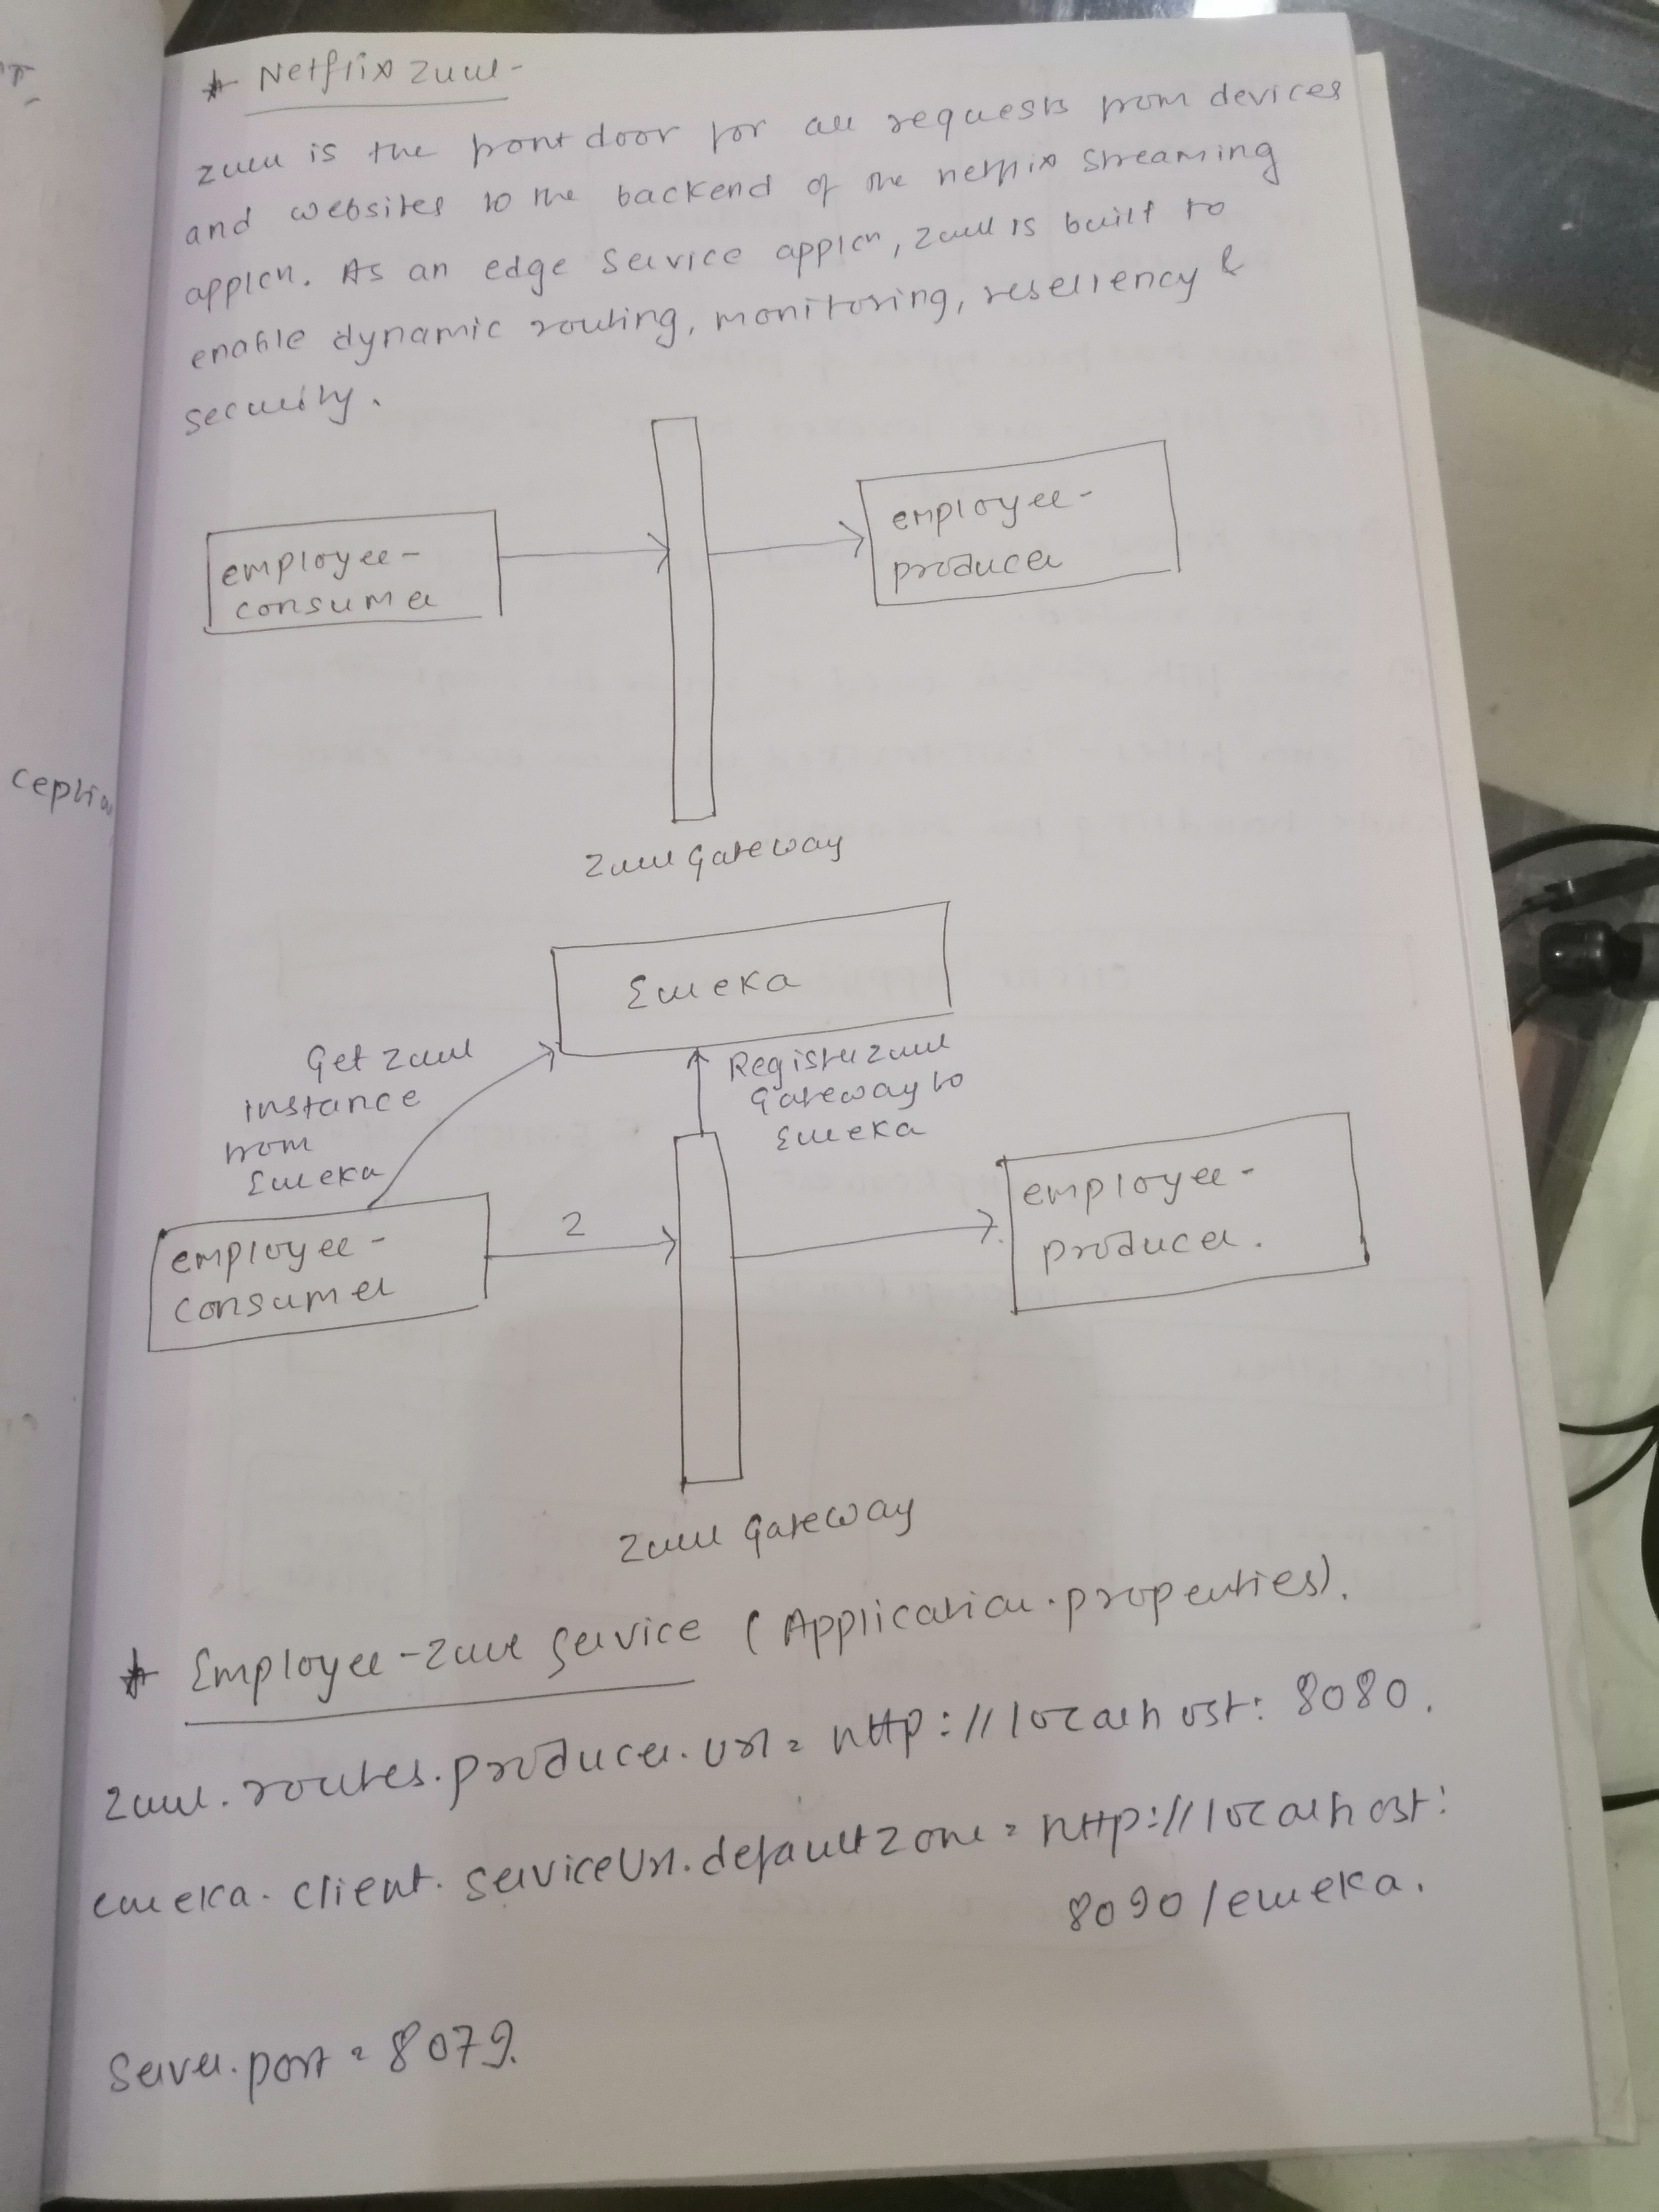 * Netflix zuul -
zuul is the front door for all requests from devices
and websites to the backend of the netflix streaming
applcn. As an edge service applcn, zuul is built to
enable dynamic routing, monitoring, reseliency &
security.
employee-
consumer
employee-
producer
zuul Gateway
Eureka
Get zuul
instance
from
Eureka
Register zuul
Gateway to
Eureka
employee-
consumer
2
employee-
producer.
zuul Gateway
* Employee-zuul service (Application.properties).
zuul.routes.producer.url = http://localhost: 8080.
eureka.client.serviceUrl.defaultzone = http://localhost:
8090/eureka.
Server.port = 8079.